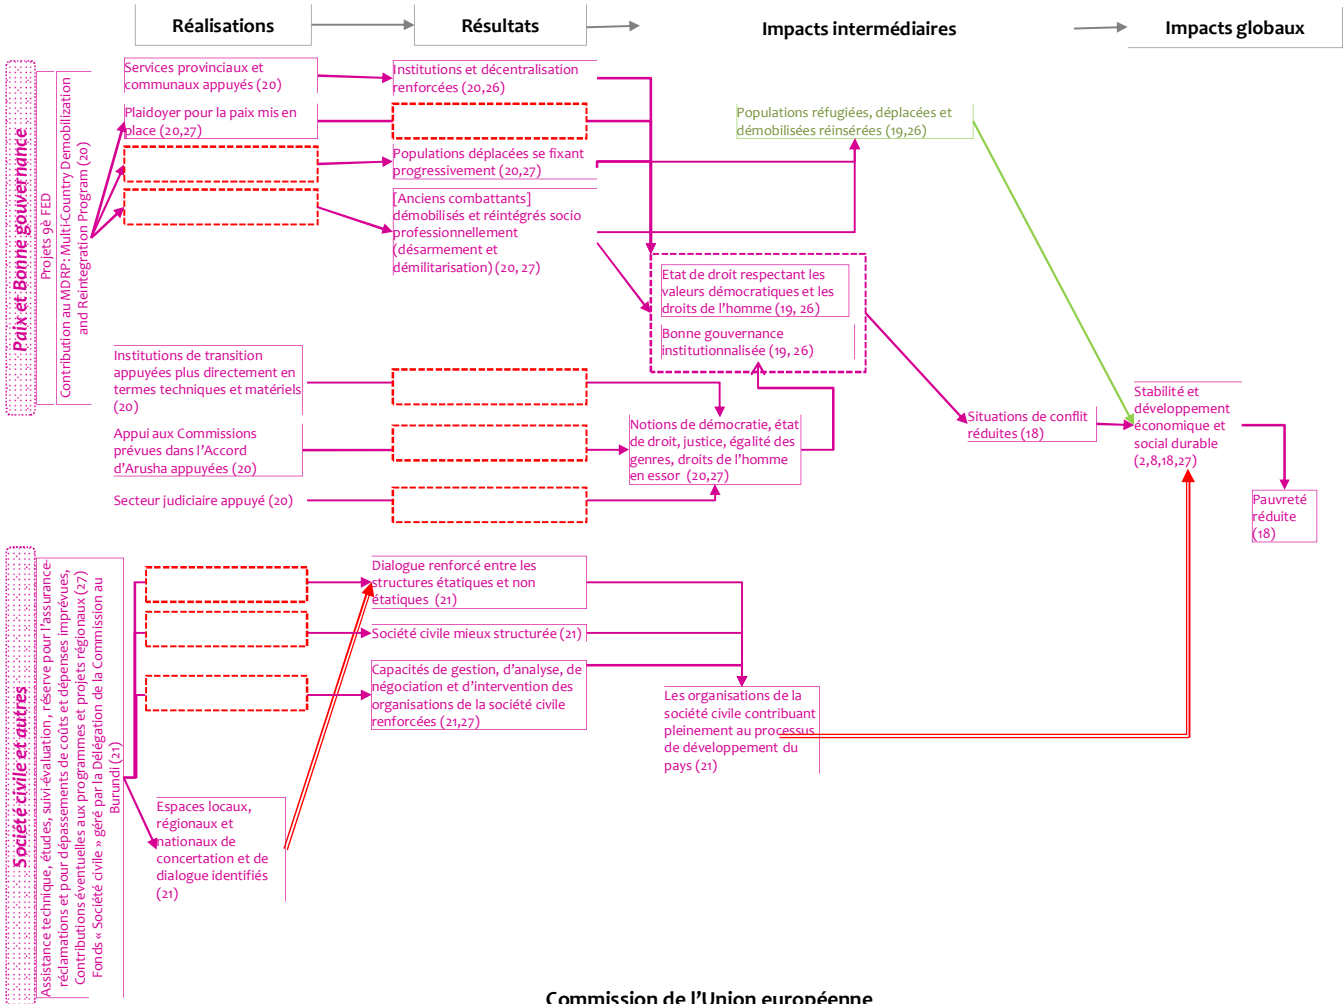 Réalisations
Résultats
Impacts intermédiaires
Impacts globaux
Paix et Bonne gouvernance
Projets 9è FED
Contribution au MDRP: Multi-Country Demobilization
and Reintegration Program (20)
Services provinciaux et
communaux appuyés (20)
Plaidoyer pour la paix mis en
place (20,27)
Institutions et décentralisation
renforcées (20,26)
Populations déplacées se fixant
progressivement (20,27)
[Anciens combattants]
démobilisés et réintégrés socio
professionnellement
(désarmement et
démilitarisation) (20, 27)
Populations réfugiées, déplacées et
démobilisées réinsérées (19,26)
Etat de droit respectant les
valeurs démocratiques et les
droits de l'homme (19, 26)
Bonne gouvernance
institutionnalisée (19, 26)
Institutions de transition
appuyées plus directement en
termes techniques et matériels
(20)
Appui aux Commissions
prévues dans l'Accord
d'Arusha appuyées (20)
Secteur judiciaire appuyé (20)
Notions de démocratie, état
de droit, justice, égalité des
genres, droits de l'homme
en essor (20,27)
Situations de conflit
réduites (18)
Stabilité et
développement
économique et
social durable
(2,8,18,27)
Pauvreté
réduite
(18)
Société civile et autres
Assistance technique, études, suivi-évaluation, réserve pour l'assurance-
réclamations et pour dépassements de coûts et dépenses imprévues,
Contributions éventuelles aux programmes et projets régionaux (27)
Fonds « Société civile » géré par la Délégation de la Commission au
Burundi (21)
Dialogue renforcé entre les
structures étatiques et non
étatiques (21)
Société civile mieux structurée (21)
Capacités de gestion, d'analyse, de
négociation et d'intervention des
organisations de la société civile
renforcées (21,27)
Les organisations de la
société civile contribuant
pleinement au processus
de développement du
pays (21)
Espaces locaux,
régionaux et
nationaux de
concertation et de
dialogue identifiés
(21)
Commission de l'Union européenne